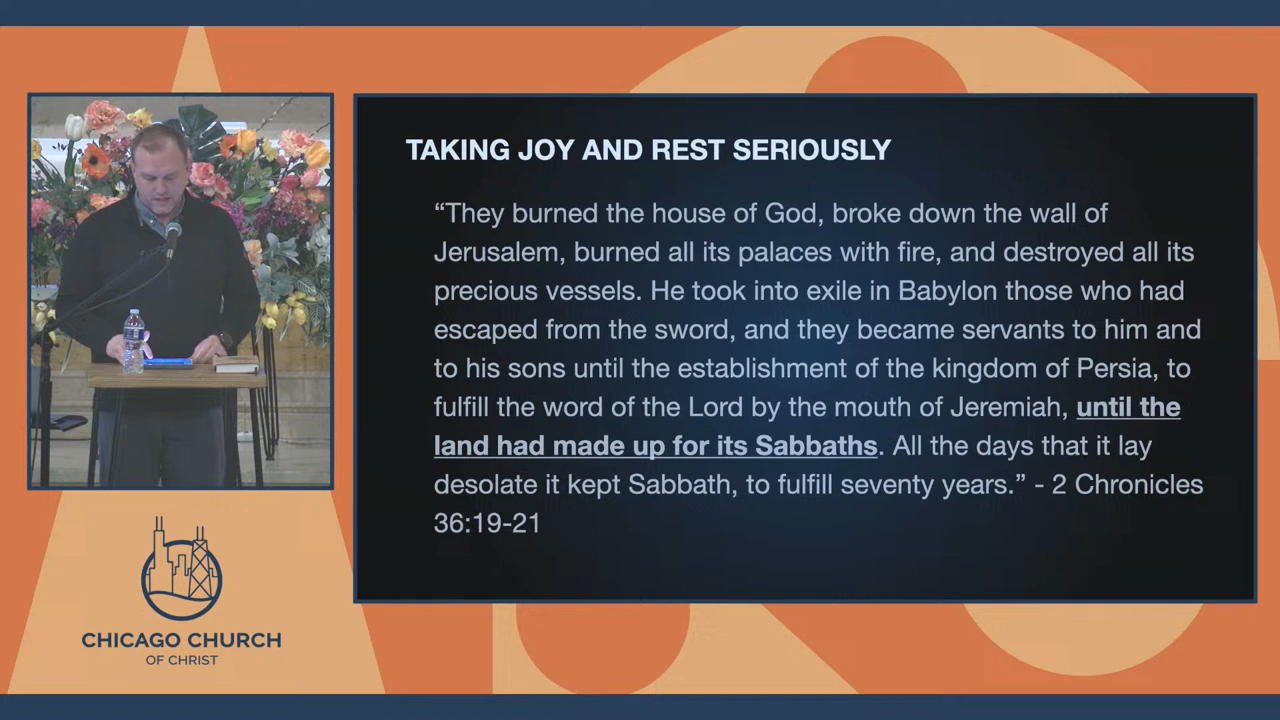 TAKING JOY AND REST SERIOUSLY
“They burned the house of God, broke down the wall of
Jerusalem, burned all its palaces with fire, and destroyed all its
precious vessels. He took into exile in Babylon those who had
escaped from the sword, and they became servants to him and
to his sons until the establishment of the kingdom of Persia, to
fulfill the word of the Lord by the mouth of Jeremiah, until the
land had made up for its Sabbaths. All the days that it lay
desolate it kept Sabbath, to fulfill seventy years.” - 2 Chronicles
36:19-21
CHICAGO CHURCH
OF CHRIST